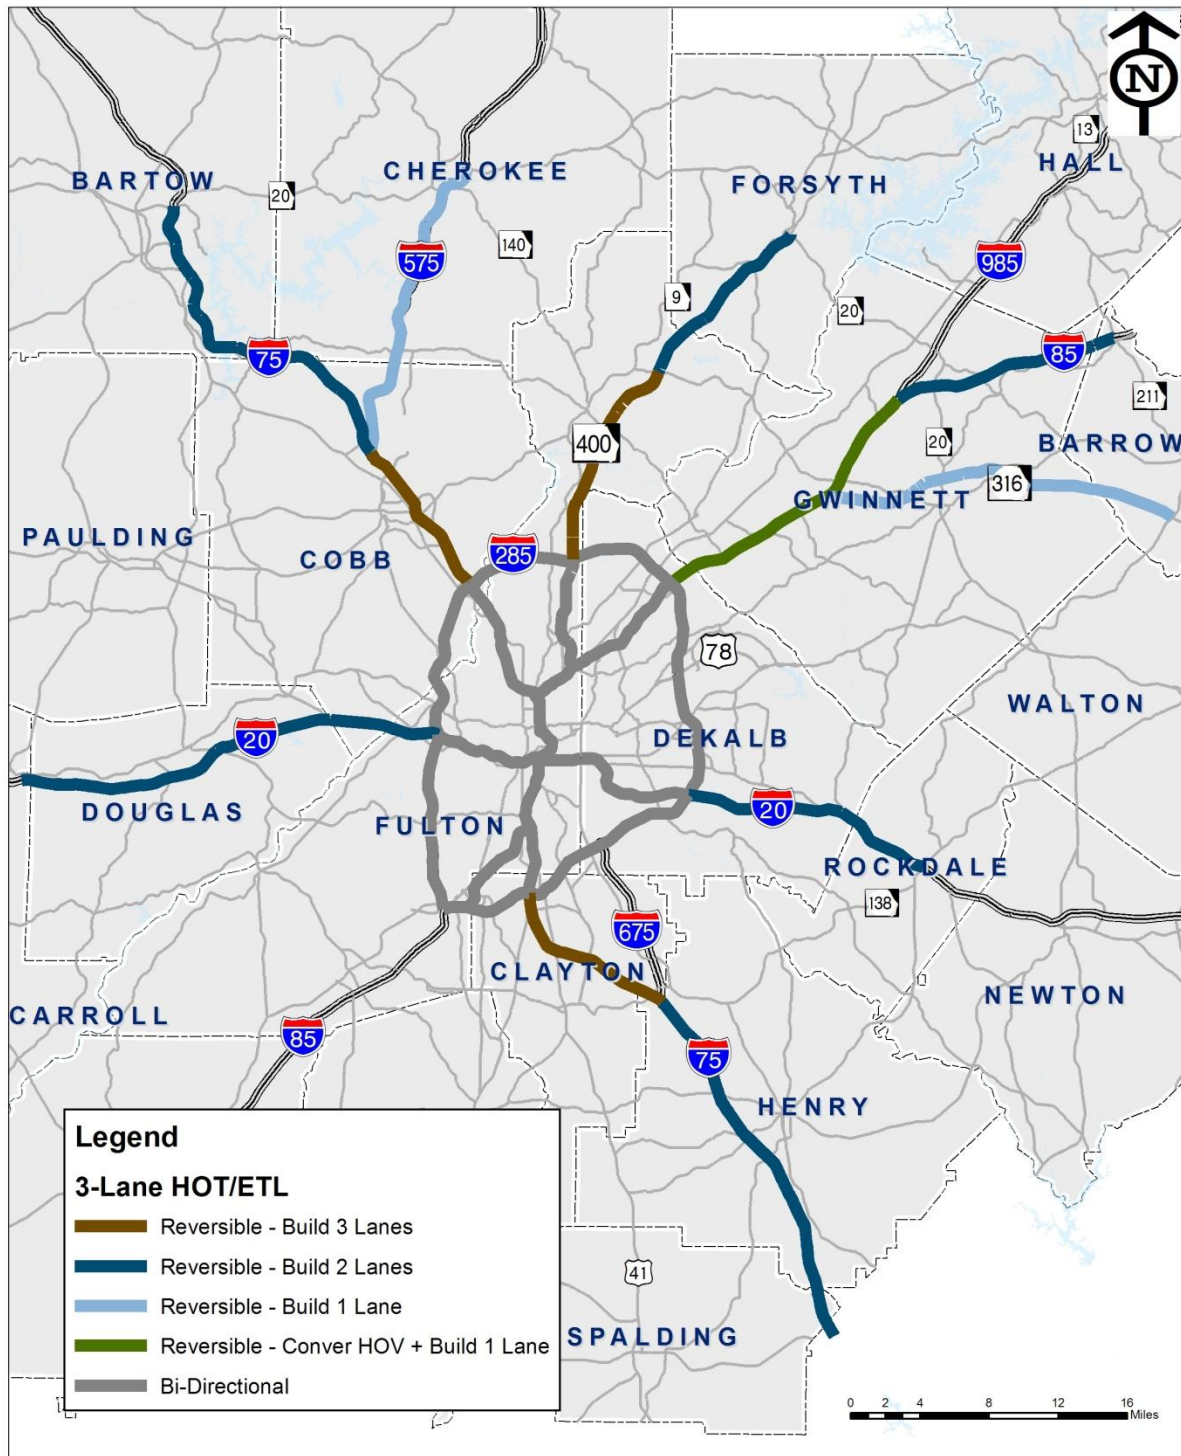 N
13
HALL
CHEROKEE
BARTOW
FORSYTH
20
140
575
985
9
20
75
85
211
400
20
BARROW
316
GWINNETT
PAULDING
COBB
285
78
WALTON
20
DEKALB
DOUGLAS
FULTON
20
ROCKDALE
138
675
CLAYTON
NEWTON
CARROLL
85
75
HENRY
Legend
3-Lane HOT/ETL
Reversible - Build 3 Lanes
Reversible - Build 2 Lanes
Reversible - Build 1 Lane
Reversible - Conver HOV + Build 1 Lane
Bi-Directional
41
SPALDING
0 2 4 8 12 16
Miles